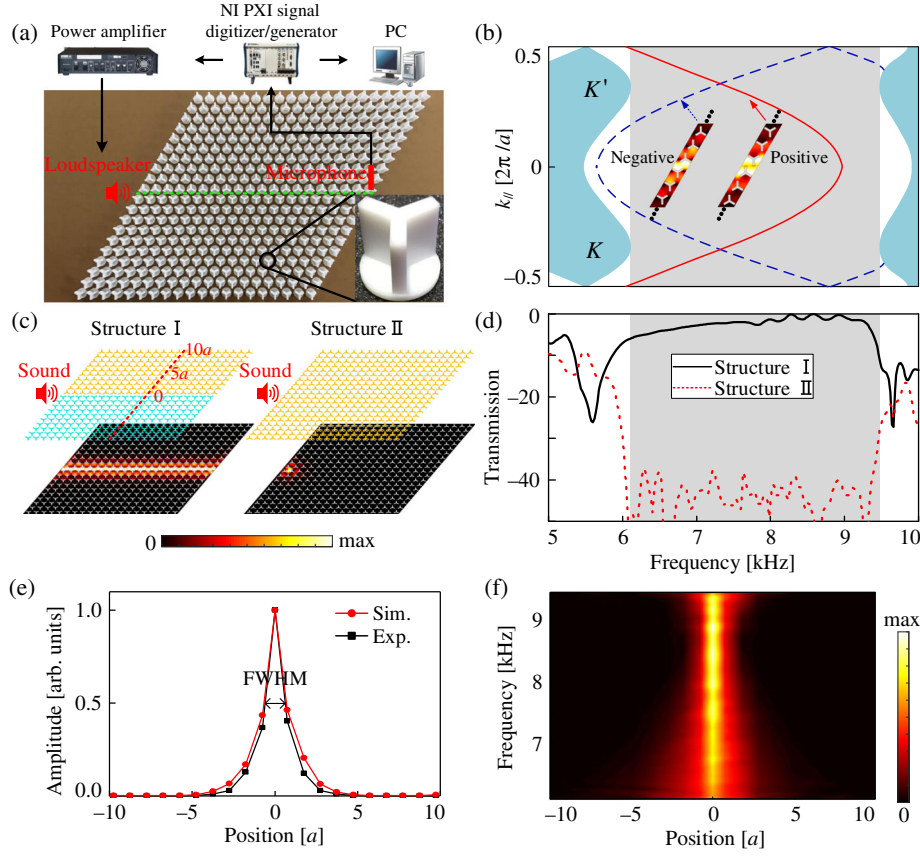 (a)
NI PXI signal
digitizer/generator
Power amplifier
PC
Loudspeaker
Microphone
(b)
0.5
0
−0.5
k// [2π/a]
K'
K
Negative
Positive
(c)
Structure I
Structure II
Sound
10a
5a
0
Sound
0
max
(d)
0
−20
−40
Transmission
Structure I
Structure II
5
6
7
8
9
10
Frequency [kHz]
(e)
1.0
0.5
0.0
Amplitude [arb. units]
Sim.
Exp.
FWHM
−10
−5
0
5
10
Position [a]
(f)
9
8
7
Frequency [kHz]
−10
−5
0
5
10
Position [a]
max
0